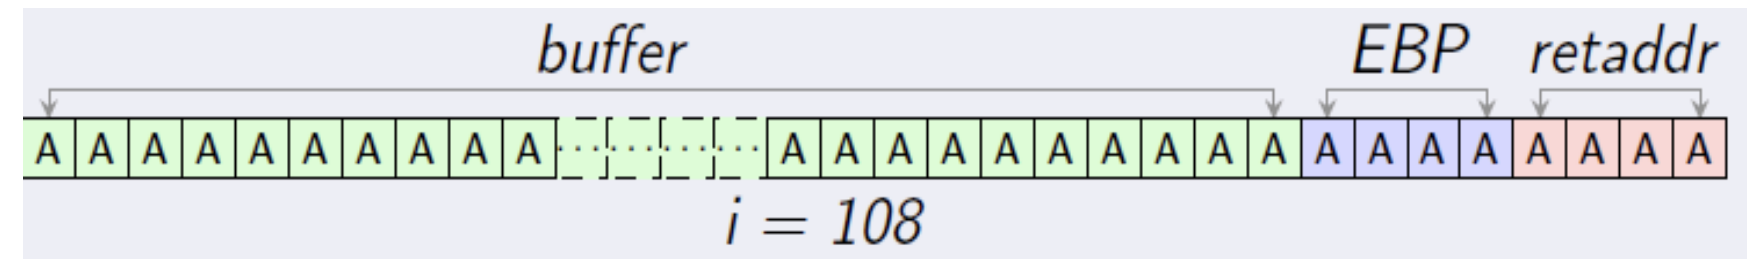 buffer EBP retaddr
A A A A A A A A A A ............ A A A A A A A A A A A A A A A A A A
i = 108